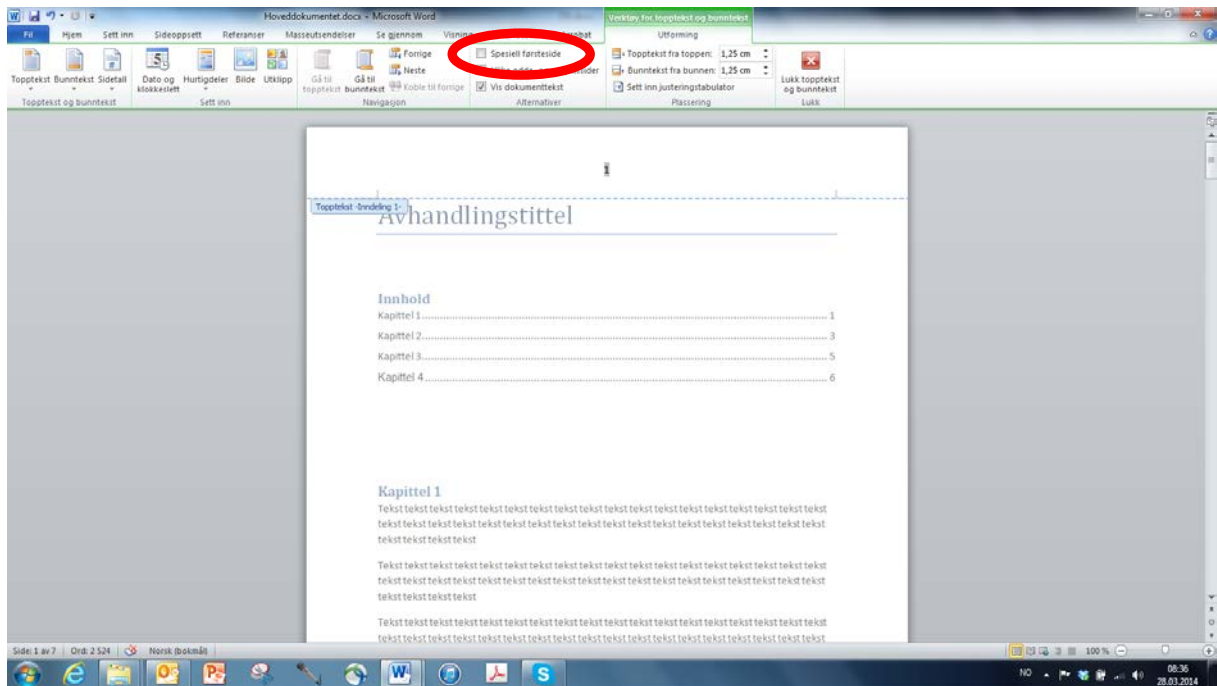 Hoveddokumentet.docx - Microsoft Word
Verktøy for topptekst og bunntekst
Fil Hjem Sett inn Sideoppsett Referanser Masseutsendelser Se gjennom Visning Utforming
Topptekst Bunntekst Sidetall
Dato og klokkeslett Hurtigdeler Bilde Utklipp
Gå til topptekst Gå til bunntekst
Forrige
Neste
Koble til forrige
Spesiell førsteside
Vis dokumenttekst
Topptekst fra toppen: 1,25 cm
Bunntekst fra bunnen: 1,25 cm
Sett inn justeringstabulator
Lukk topptekst og bunntekst
Topptekst og bunntekst Sett inn Navigasjon Alternativer Plassering Lukk
1
Topptekst -Inndeling 1-
Avhandlingstittel
Innhold
Kapittel 1 1
Kapittel 2 3
Kapittel 3 5
Kapittel 4 6
Kapittel 1
Tekst tekst tekst tekst tekst tekst tekst tekst tekst tekst tekst tekst tekst tekst tekst tekst tekst
tekst tekst tekst tekst tekst tekst tekst tekst tekst tekst tekst tekst tekst tekst tekst tekst tekst
tekst tekst tekst tekst
Tekst tekst tekst tekst tekst tekst tekst tekst tekst tekst tekst tekst tekst tekst tekst tekst tekst
tekst tekst tekst tekst tekst tekst tekst tekst tekst tekst tekst tekst tekst tekst tekst tekst tekst
tekst tekst tekst tekst
Tekst tekst tekst tekst tekst tekst tekst tekst tekst tekst tekst tekst tekst tekst tekst tekst tekst
tekst tekst tekst tekst tekst tekst tekst tekst tekst tekst tekst tekst tekst tekst tekst tekst tekst
Side: 1 av 7 Ord: 2 524 Norsk (bokmål) 100 %
NO 08:36
28.03.2014